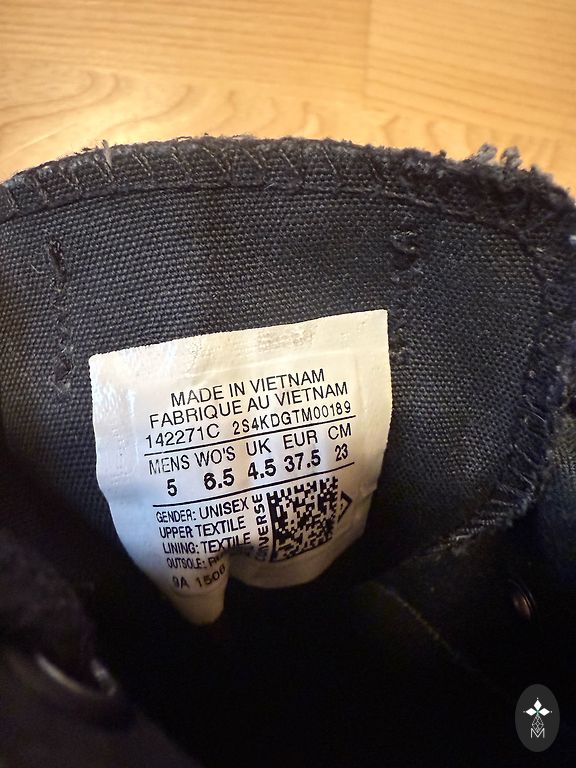 MADE IN VIETNAM
FABRIQUE AU VIETNAM
142271C 2S4KDGTM00189
MENS WO'S UK EUR CM
5 6.5 4.5 37.5 23
GENDER: UNISEX
UPPER TEXTILE
LINING: TEXTILE
OUTSOLE:
CONVERSE
M